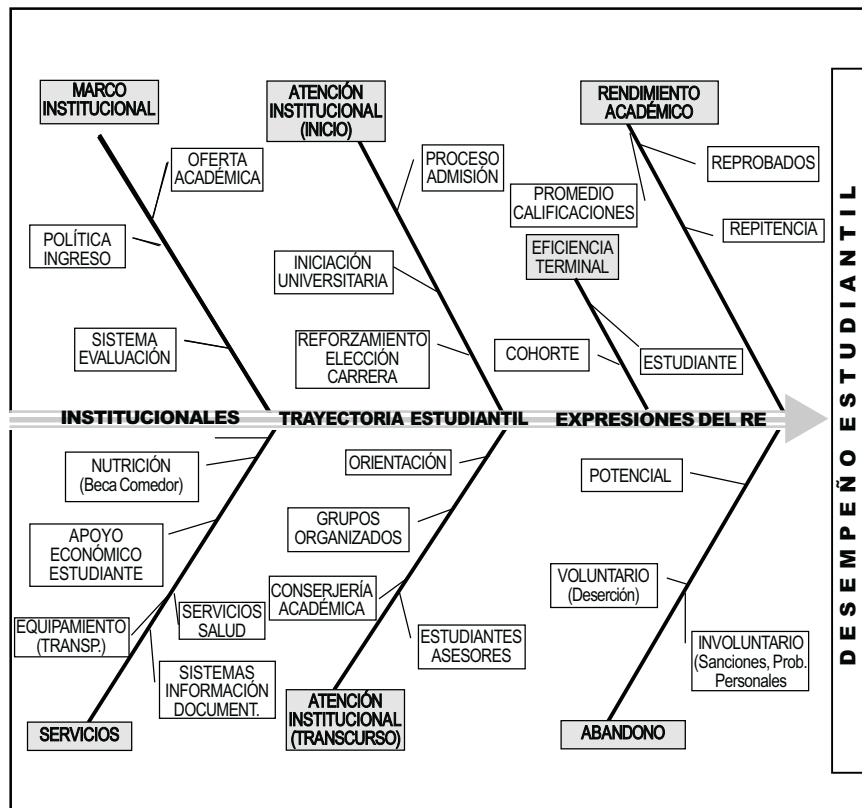 MARCO
INSTITUCIONAL
ATENCIÓN
INSTITUCIONAL
(INICIO)
RENDIMIENTO
ACADÉMICO
OFERTA
ACADÉMICA
PROCESO
ADMISIÓN
REPROBADOS
PROMEDIO
CALIFICACIONES
POLÍTICA
INGRESO
REPITENCIA
EFICIENCIA
TERMINAL
INICIACIÓN
UNIVERSITARIA
SISTEMA
EVALUACIÓN
REFORZAMIENTO
ELECCIÓN
CARRERA
COHORTE
ESTUDIANTE
INSTITUCIONALES
TRAYECTORIA ESTUDIANTIL
EXPRESIONES DEL RE
DESEMPEÑO ESTUDIANTIL
NUTRICIÓN
(Beca Comedor)
ORIENTACIÓN
POTENCIAL
GRUPOS
ORGANIZADOS
APOYO
ECONÓMICO
ESTUDIANTE
VOLUNTARIO
(Deserción)
CONSERJERÍA
ACADÉMICA
SERVICIOS
SALUD
EQUIPAMIENTO
(TRANSP.)
ESTUDIANTES
ASESORES
INVOLUNTARIO
(Sanciones, Prob.
Personales
SISTEMAS
INFORMACIÓN
DOCUMENT.
ATENCIÓN
INSTITUCIONAL
(TRANSCURSO)
SERVICIOS
ABANDONO